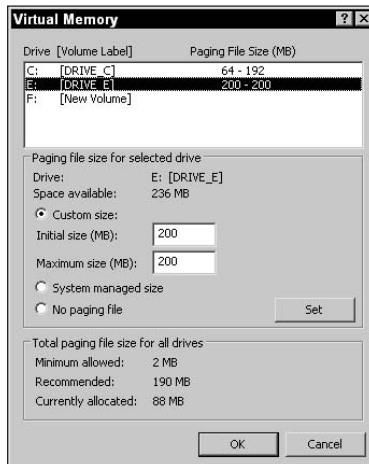 Virtual Memory ? ×
Drive [Volume Label] Paging File Size (MB)
C: [DRIVE_C] 64 - 192
E: [DRIVE_E] 200 - 200
F: [New Volume]
Paging file size for selected drive
Drive: E: [DRIVE_E]
Space available: 236 MB
Custom size:
Initial size (MB): 200
Maximum size (MB): 200
System managed size
No paging file Set
Total paging file size for all drives
Minimum allowed: 2 MB
Recommended: 190 MB
Currently allocated: 88 MB
OK Cancel